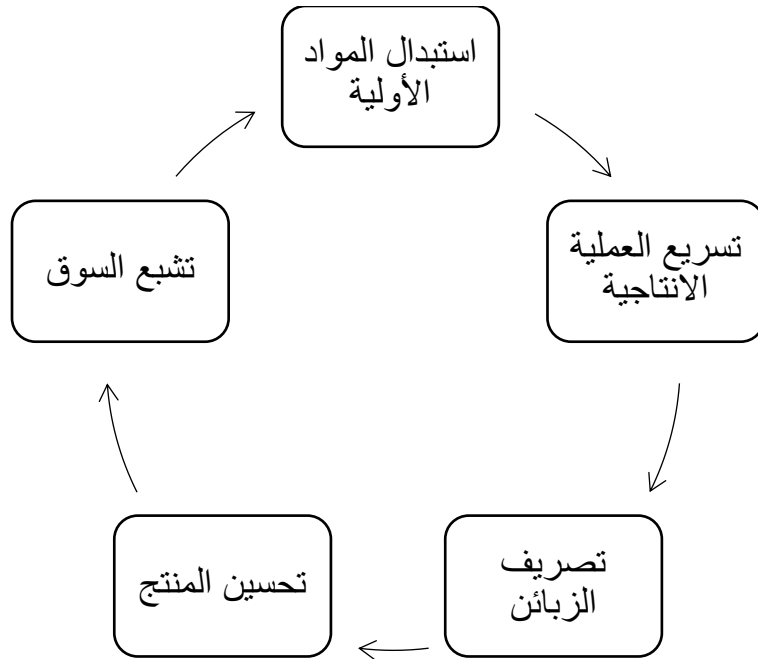 استبدال المواد
الأولية
تسريع العملية
الانتاجية
تصريف
الزبائن
تحسين المنتج
تشبع السوق